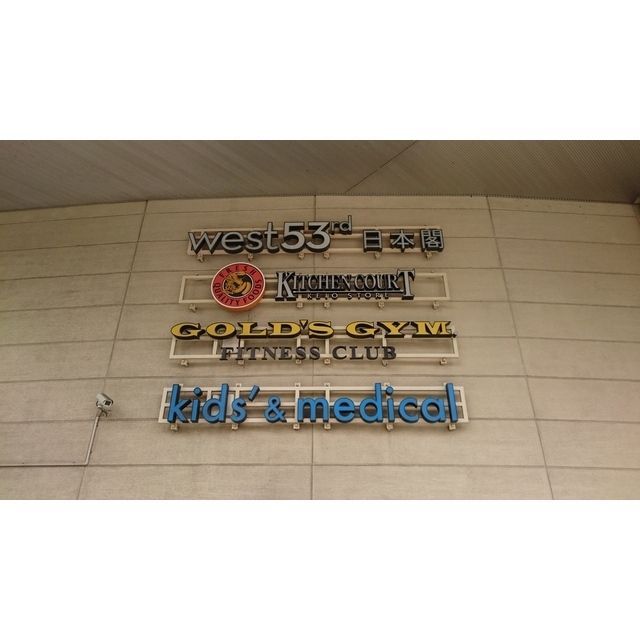 west53rd 日本閣
FRESH
QUALITY FOODS
KITCHEN COURT
KEIO STORE
GOLD'S GYM
FITNESS CLUB
kids' & medical